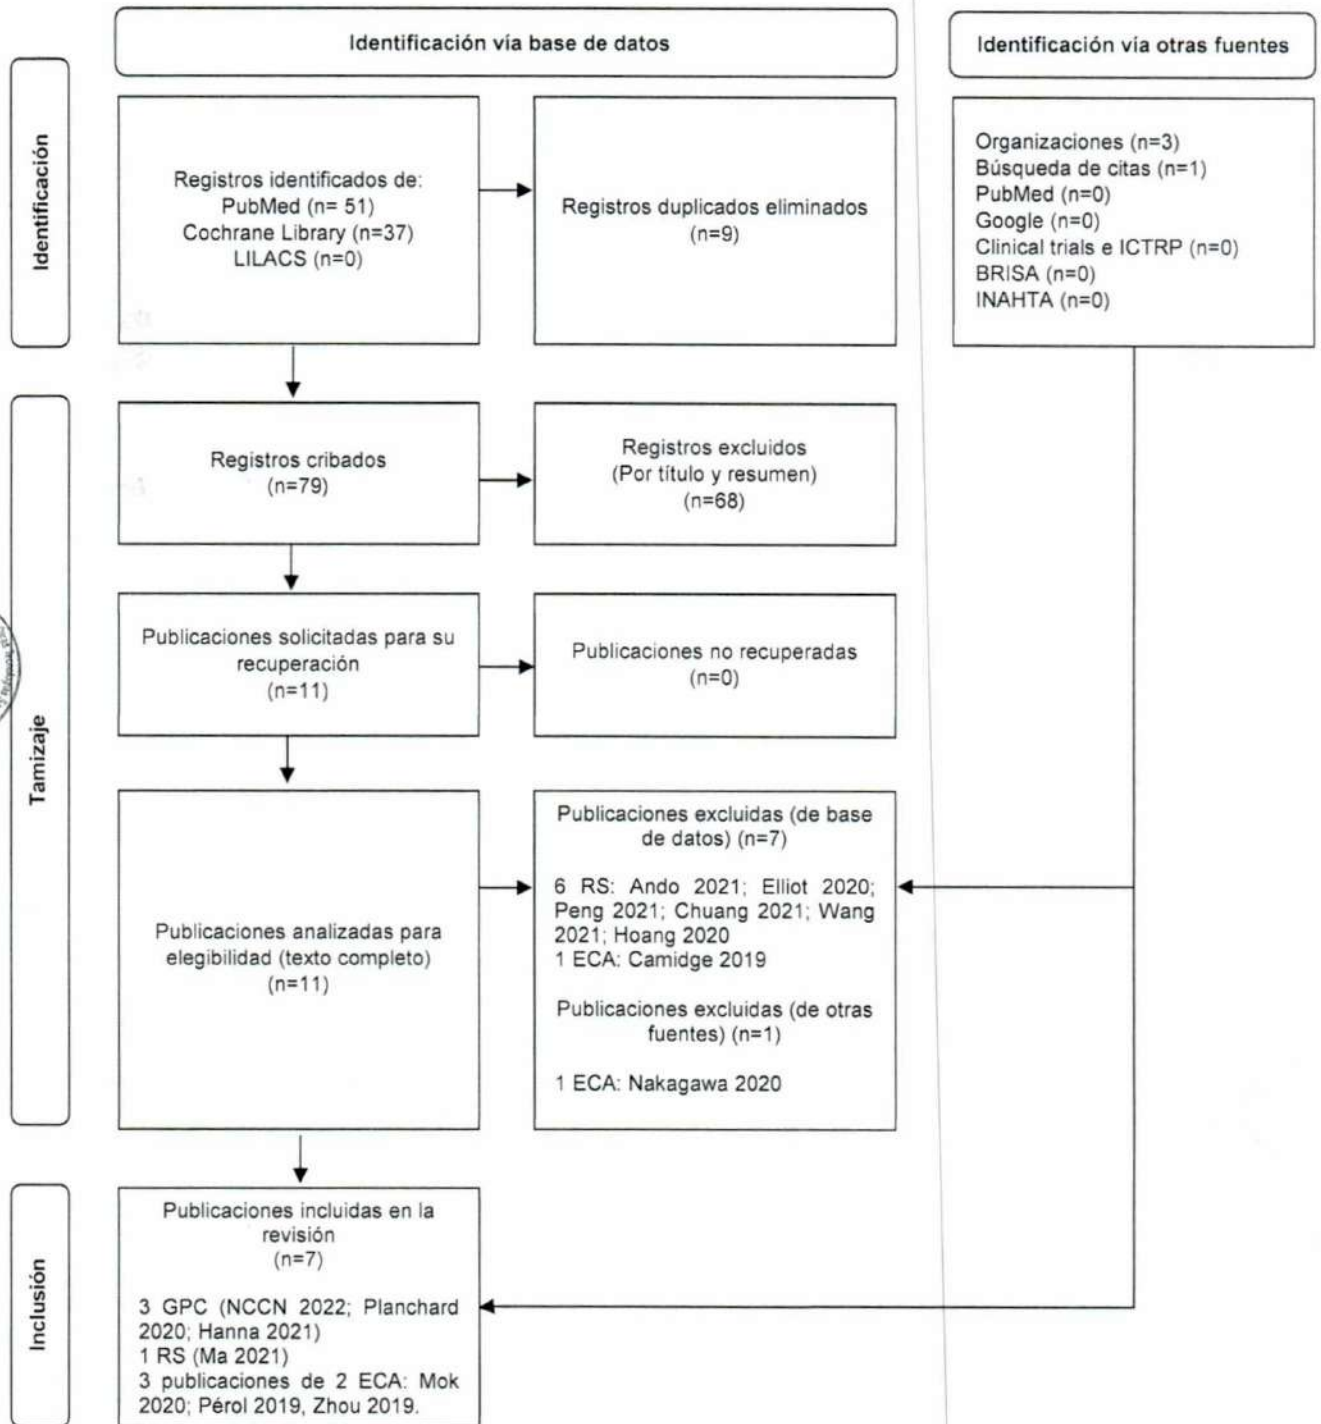 Identificación vía base de datos
Identificación vía otras fuentes
Identificación
Registros identificados de:
PubMed (n= 51)
Cochrane Library (n=37)
LILACS (n=0)
Registros duplicados eliminados
(n=9)
Organizaciones (n=3)
Búsqueda de citas (n=1)
PubMed (n=0)
Google (n=0)
Clinical trials e ICTRP (n=0)
BRISA (n=0)
INAHTA (n=0)
Tamizaje
Registros cribados
(n=79)
Registros excluidos
(Por título y resumen)
(n=68)
Publicaciones solicitadas para su
recuperación
(n=11)
Publicaciones no recuperadas
(n=0)
Publicaciones analizadas para
elegibilidad (texto completo)
(n=11)
Publicaciones excluidas (de base
de datos) (n=7)
6 RS: Ando 2021; Elliot 2020;
Peng 2021; Chuang 2021; Wang
2021; Hoang 2020
1 ECA: Camidge 2019
Publicaciones excluidas (de otras
fuentes) (n=1)
1 ECA: Nakagawa 2020
Inclusión
Publicaciones incluidas en la
revisión
(n=7)
3 GPC (NCCN 2022; Planchard
2020; Hanna 2021)
1 RS (Ma 2021)
3 publicaciones de 2 ECA: Mok
2020; Pérol 2019, Zhou 2019.